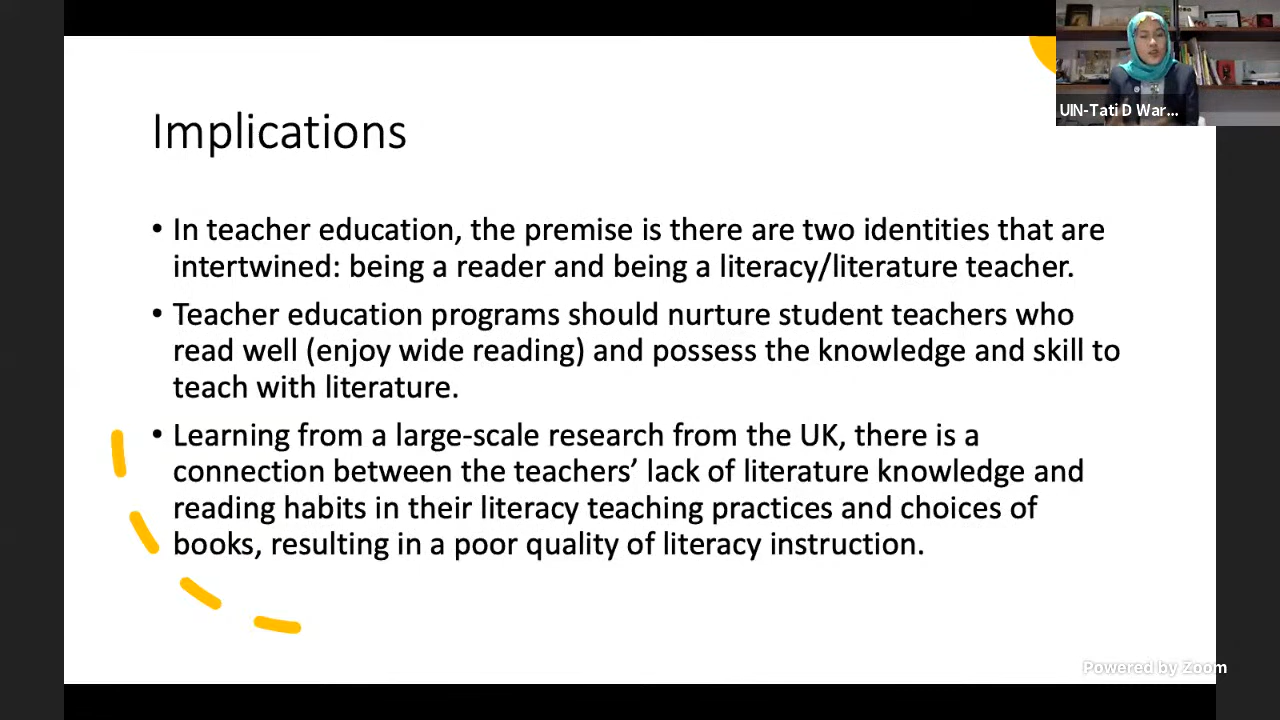 UIN-Tati D War...
Implications
• In teacher education, the premise is there are two identities that are
intertwined: being a reader and being a literacy/literature teacher.
• Teacher education programs should nurture student teachers who
read well (enjoy wide reading) and possess the knowledge and skill to
teach with literature.
• Learning from a large-scale research from the UK, there is a
connection between the teachers’ lack of literature knowledge and
reading habits in their literacy teaching practices and choices of
books, resulting in a poor quality of literacy instruction.
Powered by Zoom